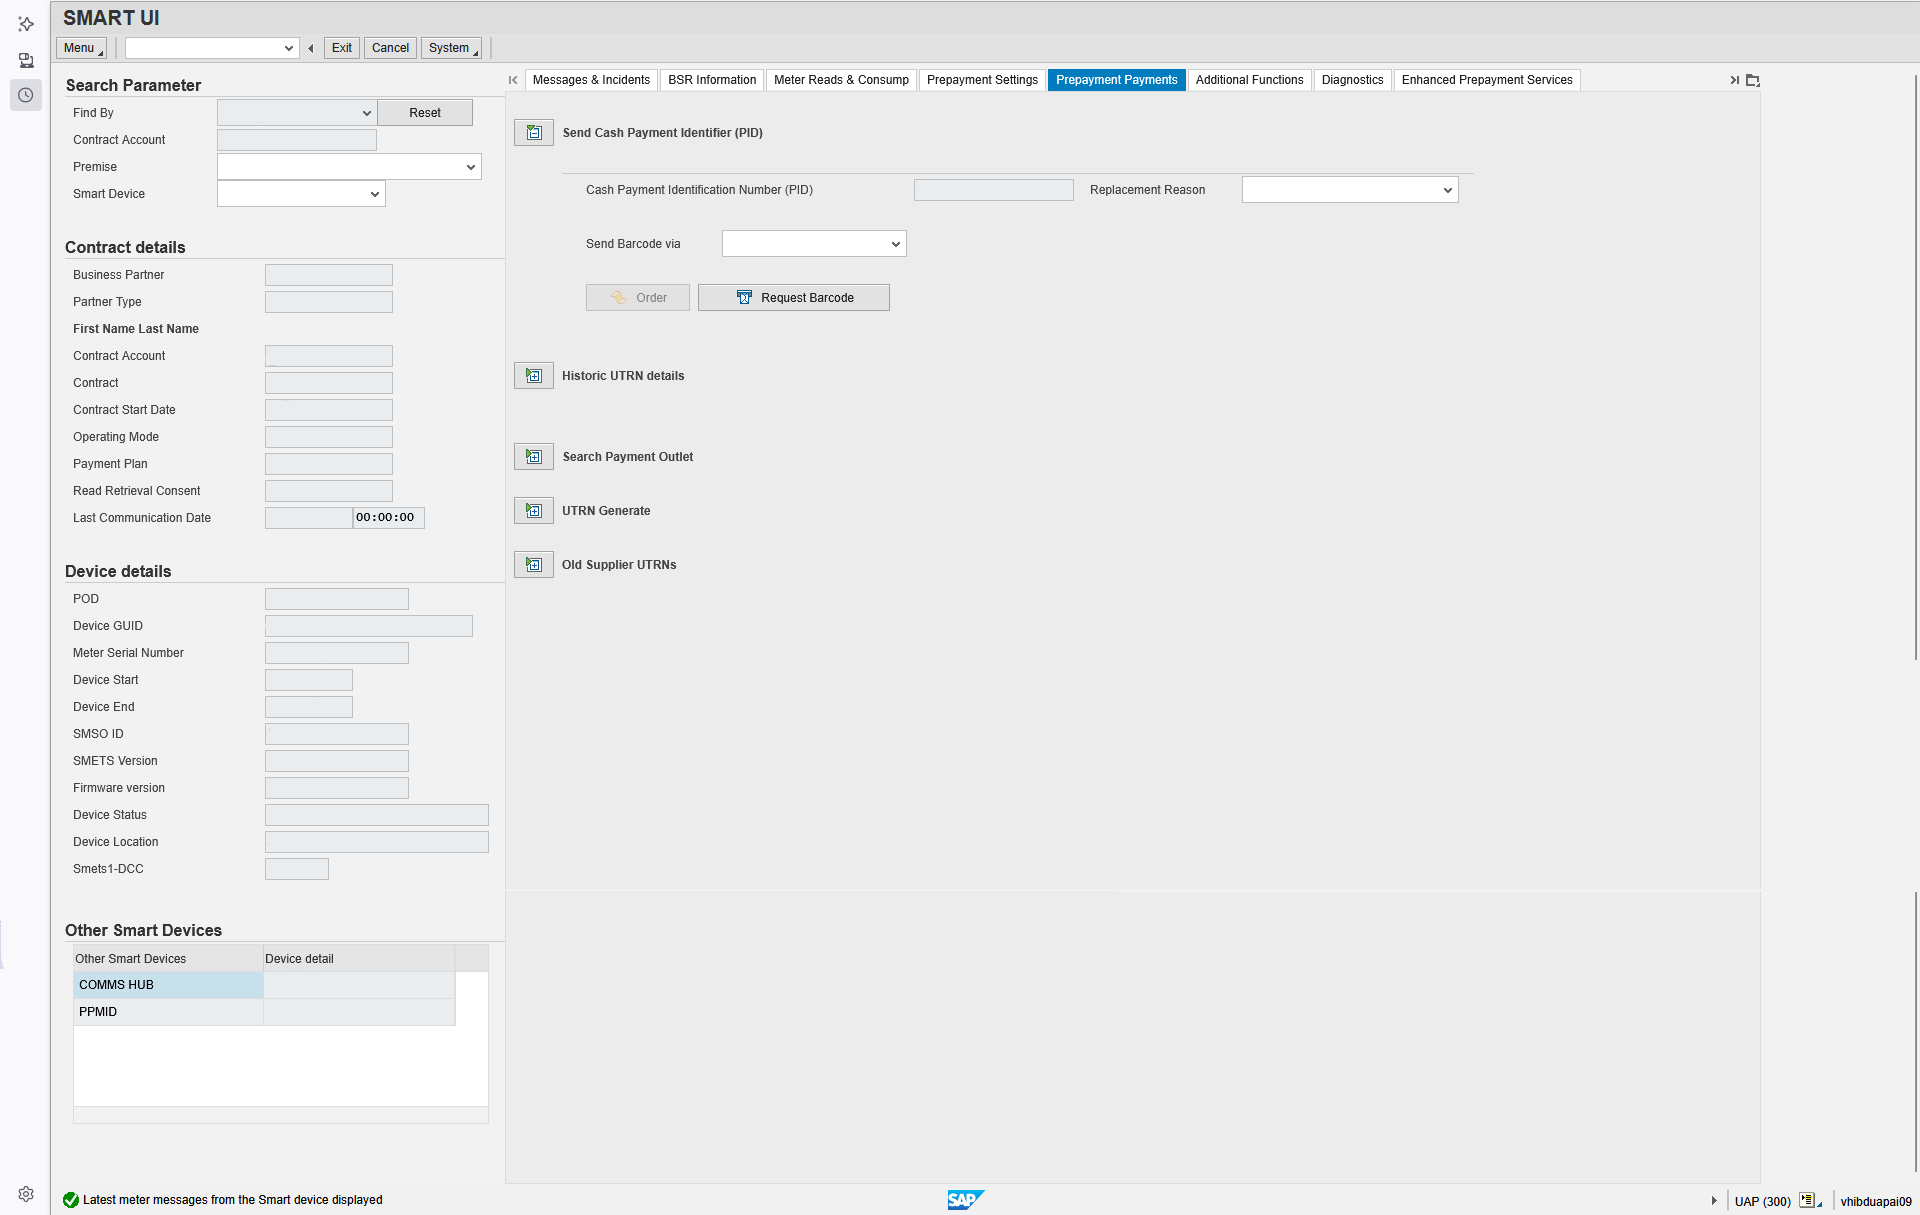 SMART UI
Menu
Exit
Cancel
System
Search Parameter
Find By
Reset
Contract Account
Premise
Smart Device
Contract details
Business Partner
Partner Type
First Name Last Name
Contract Account
Contract
Contract Start Date
Operating Mode
Payment Plan
Read Retrieval Consent
Last Communication Date
00:00:00
Device details
POD
Device GUID
Meter Serial Number
Device Start
Device End
SMSO ID
SMETS Version
Firmware version
Device Status
Device Location
Smets1-DCC
Other Smart Devices
Other Smart Devices Device detail
COMMS HUB
PPMID
Messages & Incidents
BSR Information
Meter Reads & Consump
Prepayment Settings
Prepayment Payments
Additional Functions
Diagnostics
Enhanced Prepayment Services
Send Cash Payment Identifier (PID)
Cash Payment Identification Number (PID)
Replacement Reason
Send Barcode via
Order
Request Barcode
Historic UTRN details
Search Payment Outlet
UTRN Generate
Old Supplier UTRNs
Latest meter messages from the Smart device displayed
SAP
UAP (300)
vhibduapai09